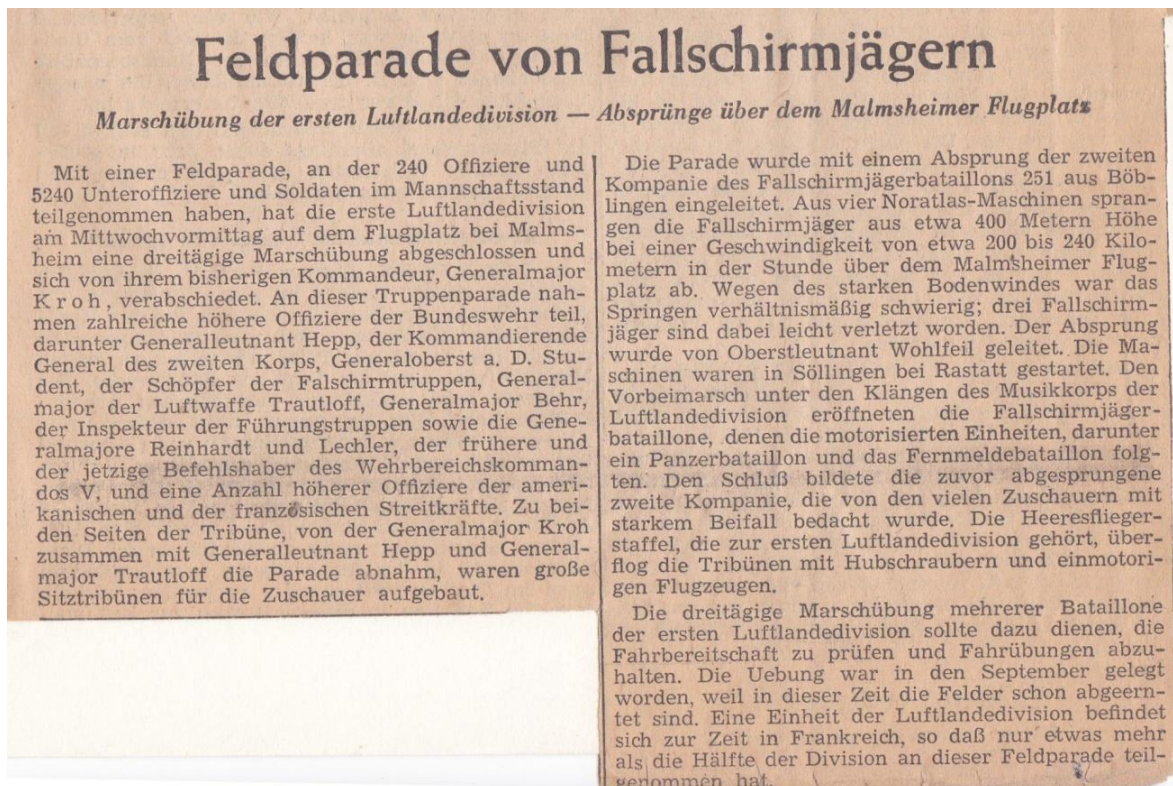 Feldparade von Fallschirmjägern
Marschübung der ersten Luftlandedivision — Absprünge über dem Malmsheimer Flugplatz
Mit einer Feldparade, an der 240 Offiziere und
5240 Unteroffiziere und Soldaten im Mannschaftsstand
teilgenommen haben, hat die erste Luftlandedivision
am Mittwochvormittag auf dem Flugplatz bei Malms-
heim eine dreitägige Marschübung abgeschlossen und
sich von ihrem bisherigen Kommandeur, Generalmajor
Kroh, verabschiedet. An dieser Truppenparade nah-
men zahlreiche höhere Offiziere der Bundeswehr teil,
darunter Generalleutnant Hepp, der Kommandierende
General des zweiten Korps, Generaloberst a. D. Stu-
dent, der Schöpfer der Falschirmtruppen, General-
major der Luftwaffe Trautloff, Generalmajor Behr,
der Inspekteur der Führungstruppen sowie die Gene-
ralmajore Reinhardt und Lechler, der frühere und
der jetzige Befehlshaber des Wehrbereichskomman-
dos V, und eine Anzahl höherer Offiziere der ameri-
kanischen und der französischen Streitkräfte. Zu bei-
den Seiten der Tribüne, von der Generalmajor Kroh
zusammen mit Generalleutnant Hepp und General-
major Trautloff die Parade abnahm, waren große
Sitztribünen für die Zuschauer aufgebaut.
Die Parade wurde mit einem Absprung der zweiten
Kompanie des Fallschirmjägerbataillons 251 aus Böb-
lingen eingeleitet. Aus vier Noratlas-Maschinen spran-
gen die Fallschirmjäger aus etwa 400 Metern Höhe
bei einer Geschwindigkeit von etwa 200 bis 240 Kilo-
metern in der Stunde über dem Malmsheimer Flug-
platz ab. Wegen des starken Bodenwindes war das
Springen verhältnismäßig schwierig; drei Fallschirm-
jäger sind dabei leicht verletzt worden. Der Absprung
wurde von Oberstleutnant Wohlfeil geleitet. Die Ma-
schinen waren in Söllingen bei Rastatt gestartet. Den
Vorbeimarsch unter den Klängen des Musikkorps der
Luftlandedivision eröffneten die Fallschirmjäger-
bataillone, denen die motorisierten Einheiten, darunter
ein Panzerbataillon und das Fernmeldebataillon folg-
ten. Den Schluß bildete die zuvor abgesprungene
zweite Kompanie, die von den vielen Zuschauern mit
starkem Beifall bedacht wurde. Die Heeresflieger-
staffel, die zur ersten Luftlandedivision gehört, über-
flog die Tribünen mit Hubschraubern und einmotori-
gen Flugzeugen.
Die dreitägige Marschübung mehrerer Bataillone
der ersten Luftlandedivision sollte dazu dienen, die
Fahrbereitschaft zu prüfen und Fahrübungen abzu-
halten. Die Uebung war in den September gelegt
worden, weil in dieser Zeit die Felder schon abgeern-
tet sind. Eine Einheit der Luftlandedivision befindet
sich zur Zeit in Frankreich, so daß nur etwas mehr
als die Hälfte der Division an dieser Feldparade teil-
genommen hat.